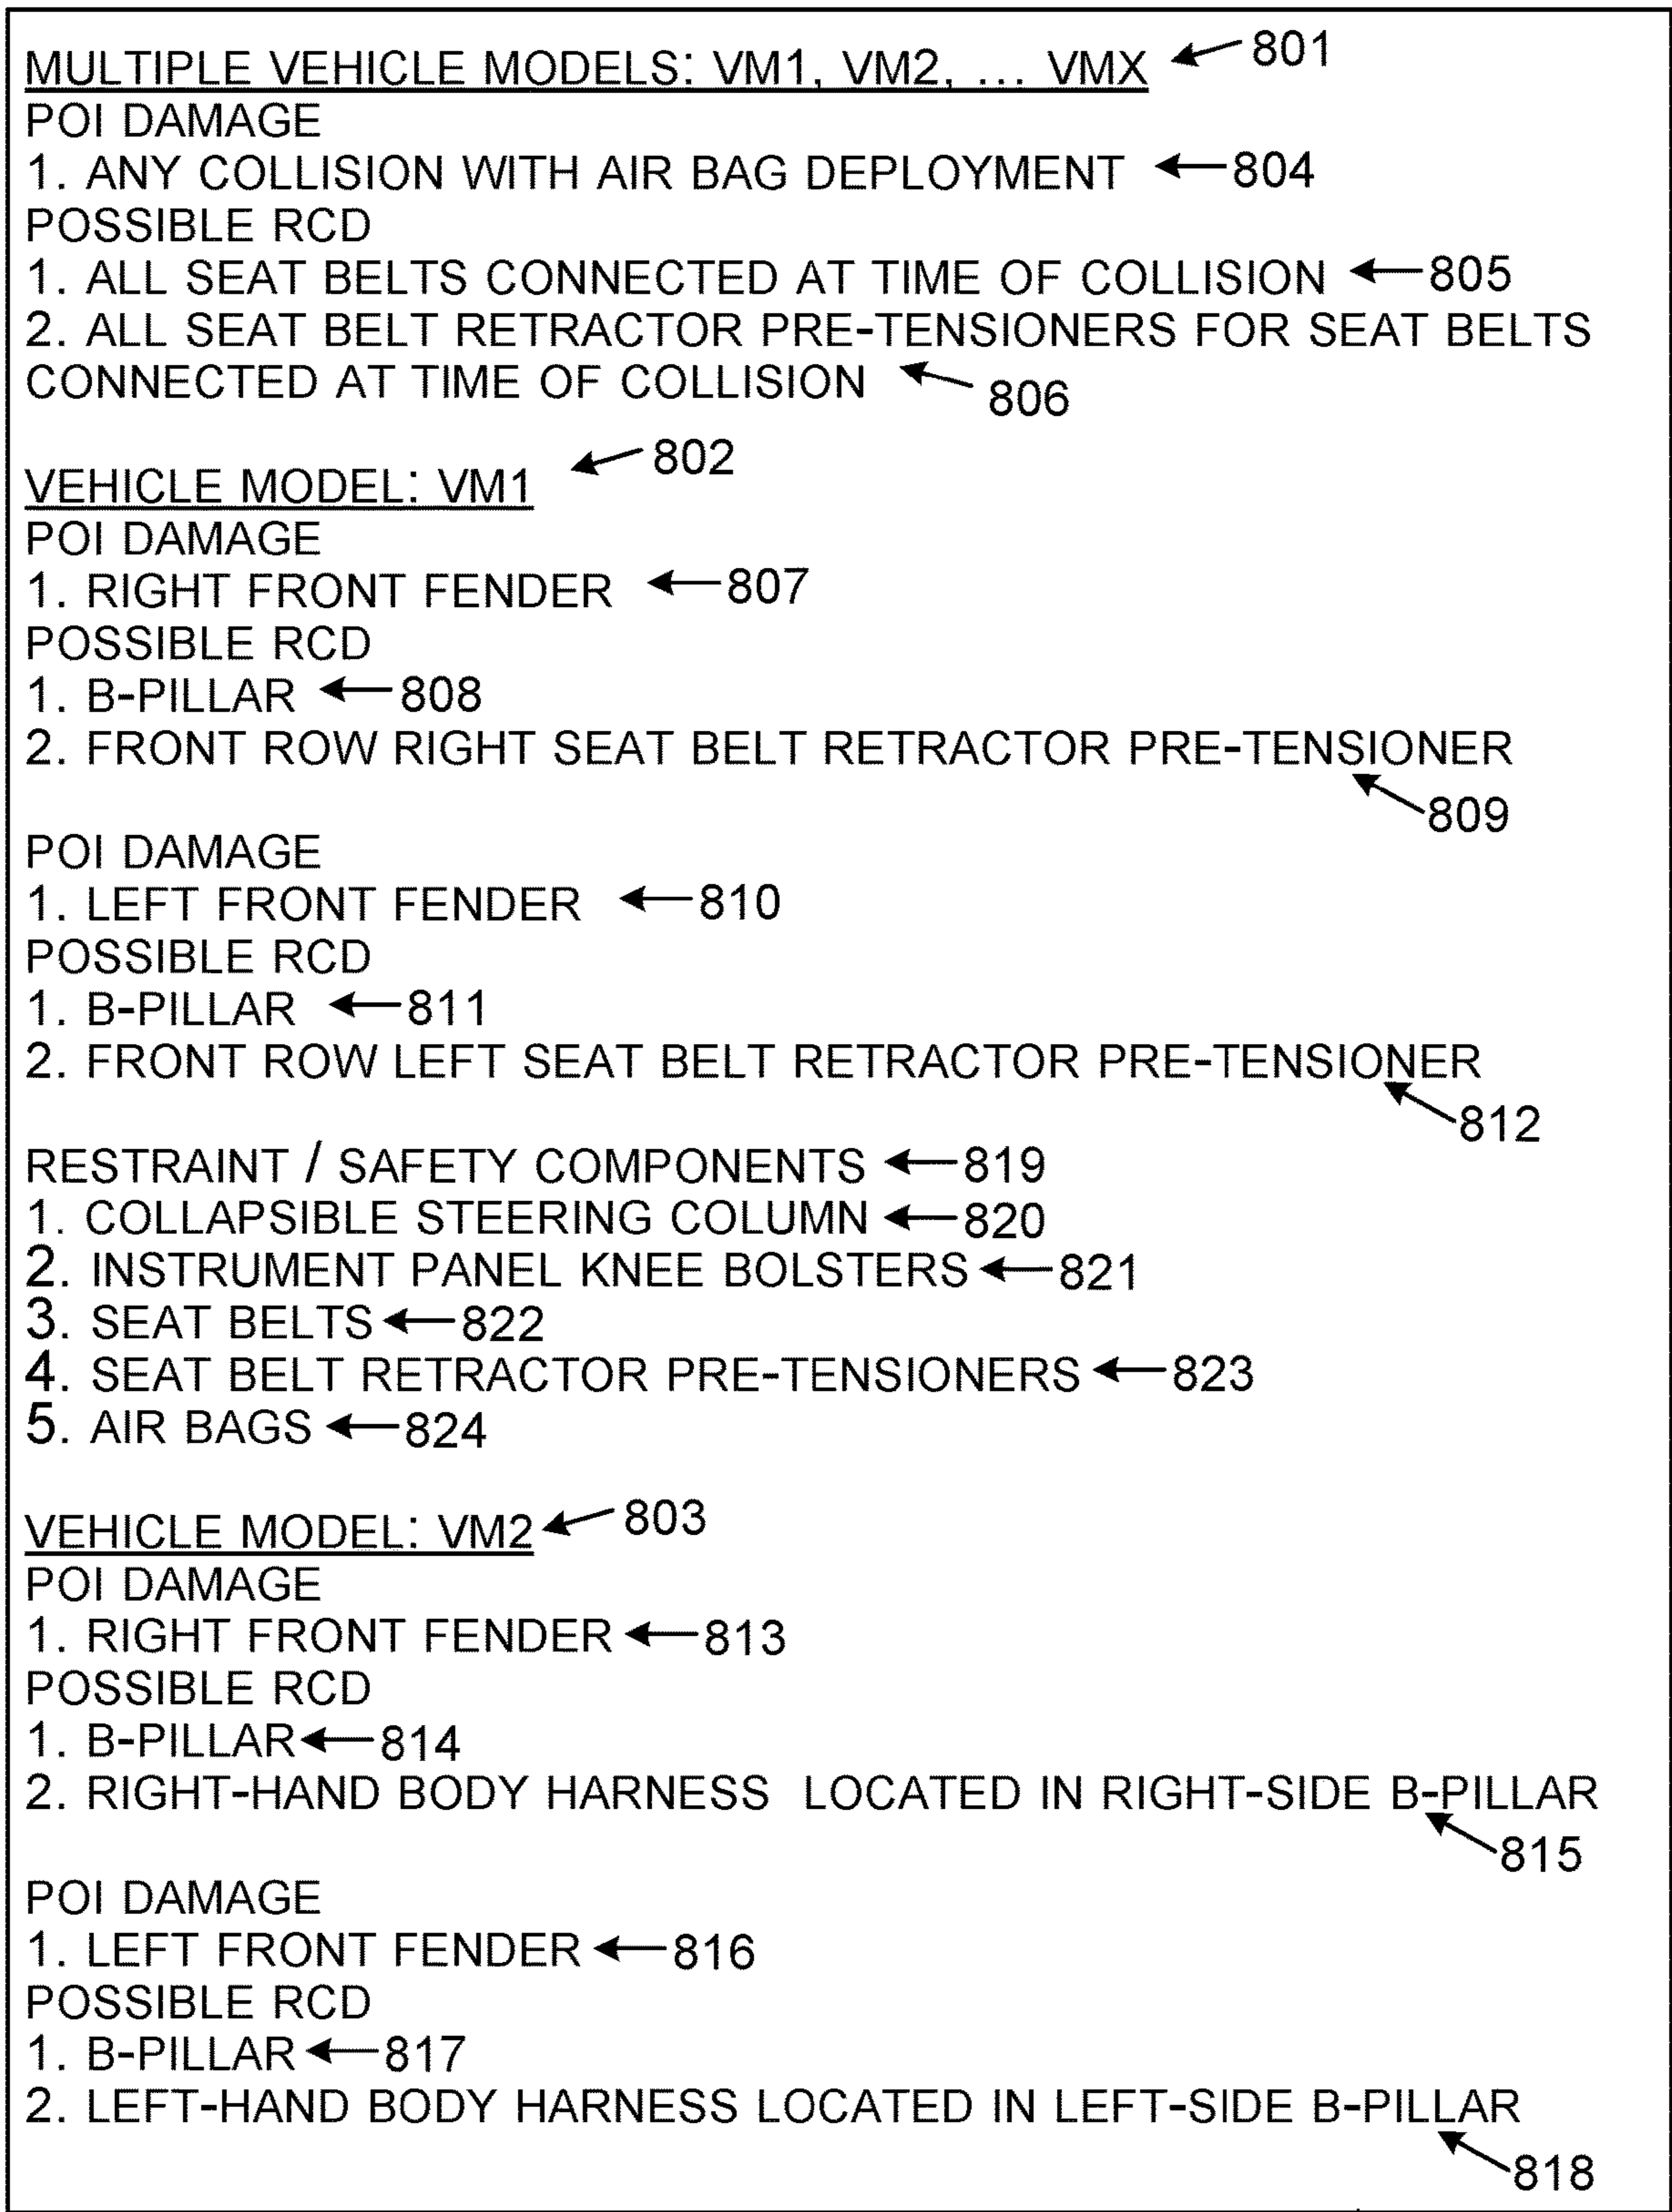 MULTIPLE VEHICLE MODELS: VM1, VM2, ... VMX 801
POI DAMAGE
1. ANY COLLISION WITH AIR BAG DEPLOYMENT 804
POSSIBLE RCD
1. ALL SEAT BELTS CONNECTED AT TIME OF COLLISION 805
2. ALL SEAT BELT RETRACTOR PRE-TENSIONERS FOR SEAT BELTS
CONNECTED AT TIME OF COLLISION 806
VEHICLE MODEL: VM1 802
POI DAMAGE
1. RIGHT FRONT FENDER 807
POSSIBLE RCD
1. B-PILLAR 808
2. FRONT ROW RIGHT SEAT BELT RETRACTOR PRE-TENSIONER
809
POI DAMAGE
1. LEFT FRONT FENDER 810
POSSIBLE RCD
1. B-PILLAR 811
2. FRONT ROW LEFT SEAT BELT RETRACTOR PRE-TENSIONER
812
RESTRAINT / SAFETY COMPONENTS 819
1. COLLAPSIBLE STEERING COLUMN 820
2. INSTRUMENT PANEL KNEE BOLSTERS 821
3. SEAT BELTS 822
4. SEAT BELT RETRACTOR PRE-TENSIONERS 823
5. AIR BAGS 824
VEHICLE MODEL: VM2 803
POI DAMAGE
1. RIGHT FRONT FENDER 813
POSSIBLE RCD
1. B-PILLAR 814
2. RIGHT-HAND BODY HARNESS LOCATED IN RIGHT-SIDE B-PILLAR
815
POI DAMAGE
1. LEFT FRONT FENDER 816
POSSIBLE RCD
1. B-PILLAR 817
2. LEFT-HAND BODY HARNESS LOCATED IN LEFT-SIDE B-PILLAR
818